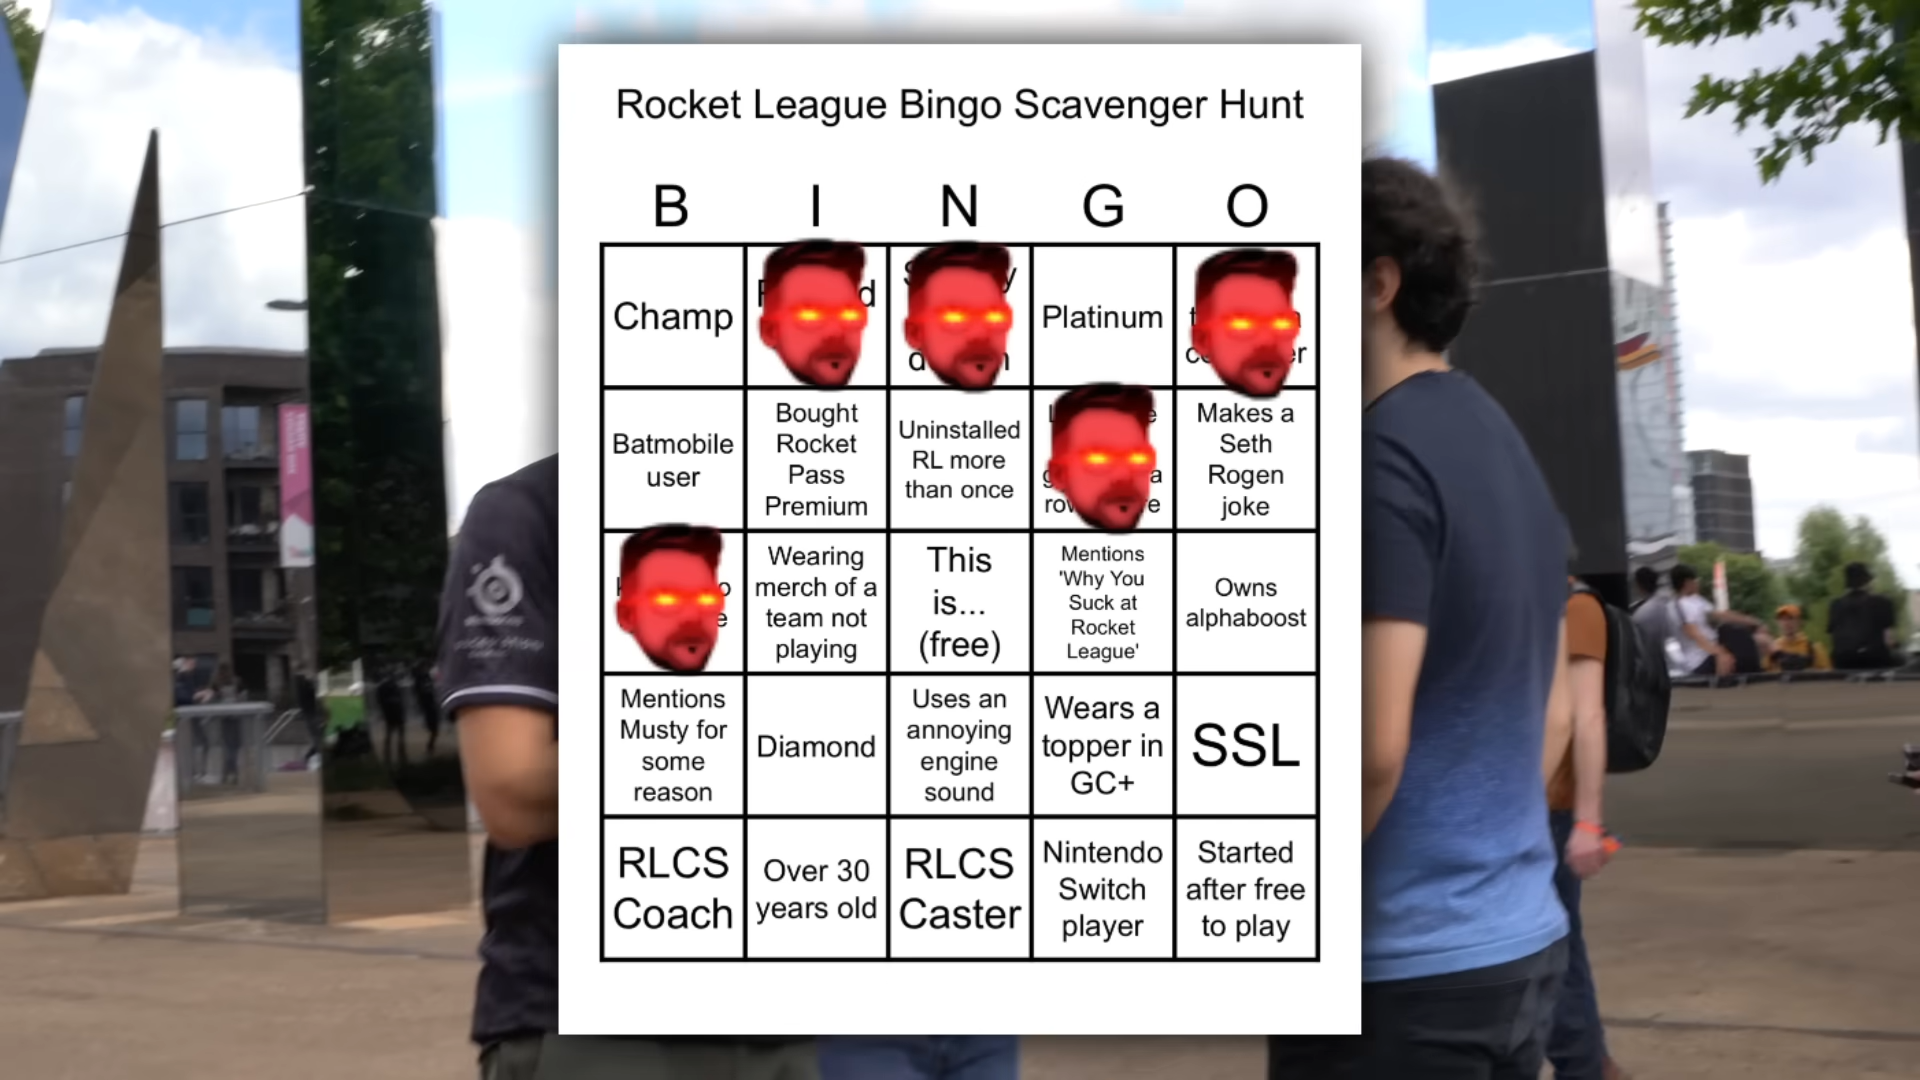 Rocket League Bingo Scavenger Hunt
B I N G O
Champ
Platinum
Batmobile
user
Bought
Rocket
Pass
Premium
Uninstalled
RL more
than once
Makes a
Seth
Rogen
joke
Wearing
merch of a
team not
playing
This
is...
(free)
Mentions
'Why You
Suck at
Rocket
League'
Owns
alphaboost
Mentions
Musty for
some
reason
Diamond
Uses an
annoying
engine
sound
Wears a
topper in
GC+
SSL
RLCS
Coach
Over 30
years old
RLCS
Caster
Nintendo
Switch
player
Started
after free
to play